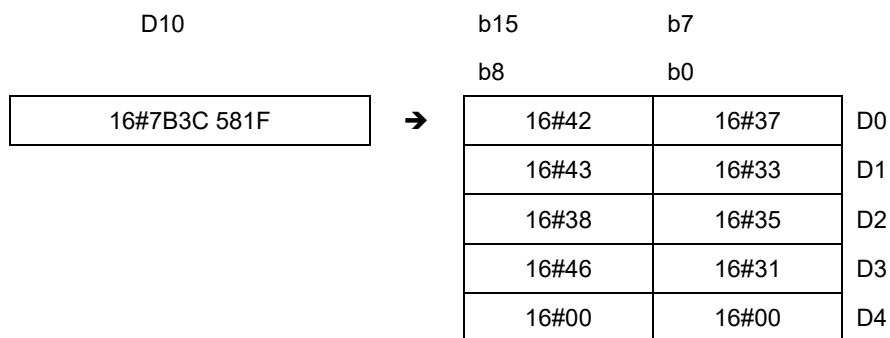 D10 b15 b7
b8 b0
16#7B3C 581F ➔ 16#42 16#37 D0
16#43 16#33 D1
16#38 16#35 D2
16#46 16#31 D3
16#00 16#00 D4